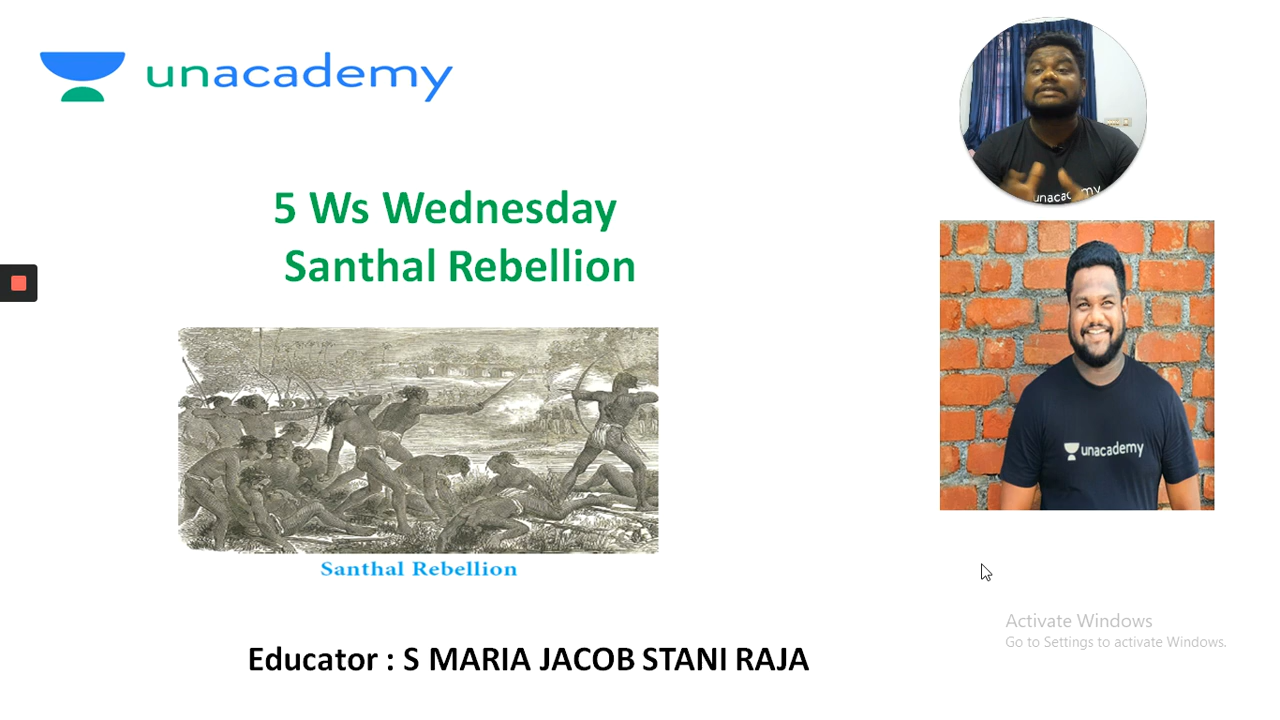 unacademy
5 Ws Wednesday
Santhal Rebellion
unacademy
Santhal Rebellion
Activate Windows
Go to Settings to activate Windows.
Educator : S MARIA JACOB STANI RAJA